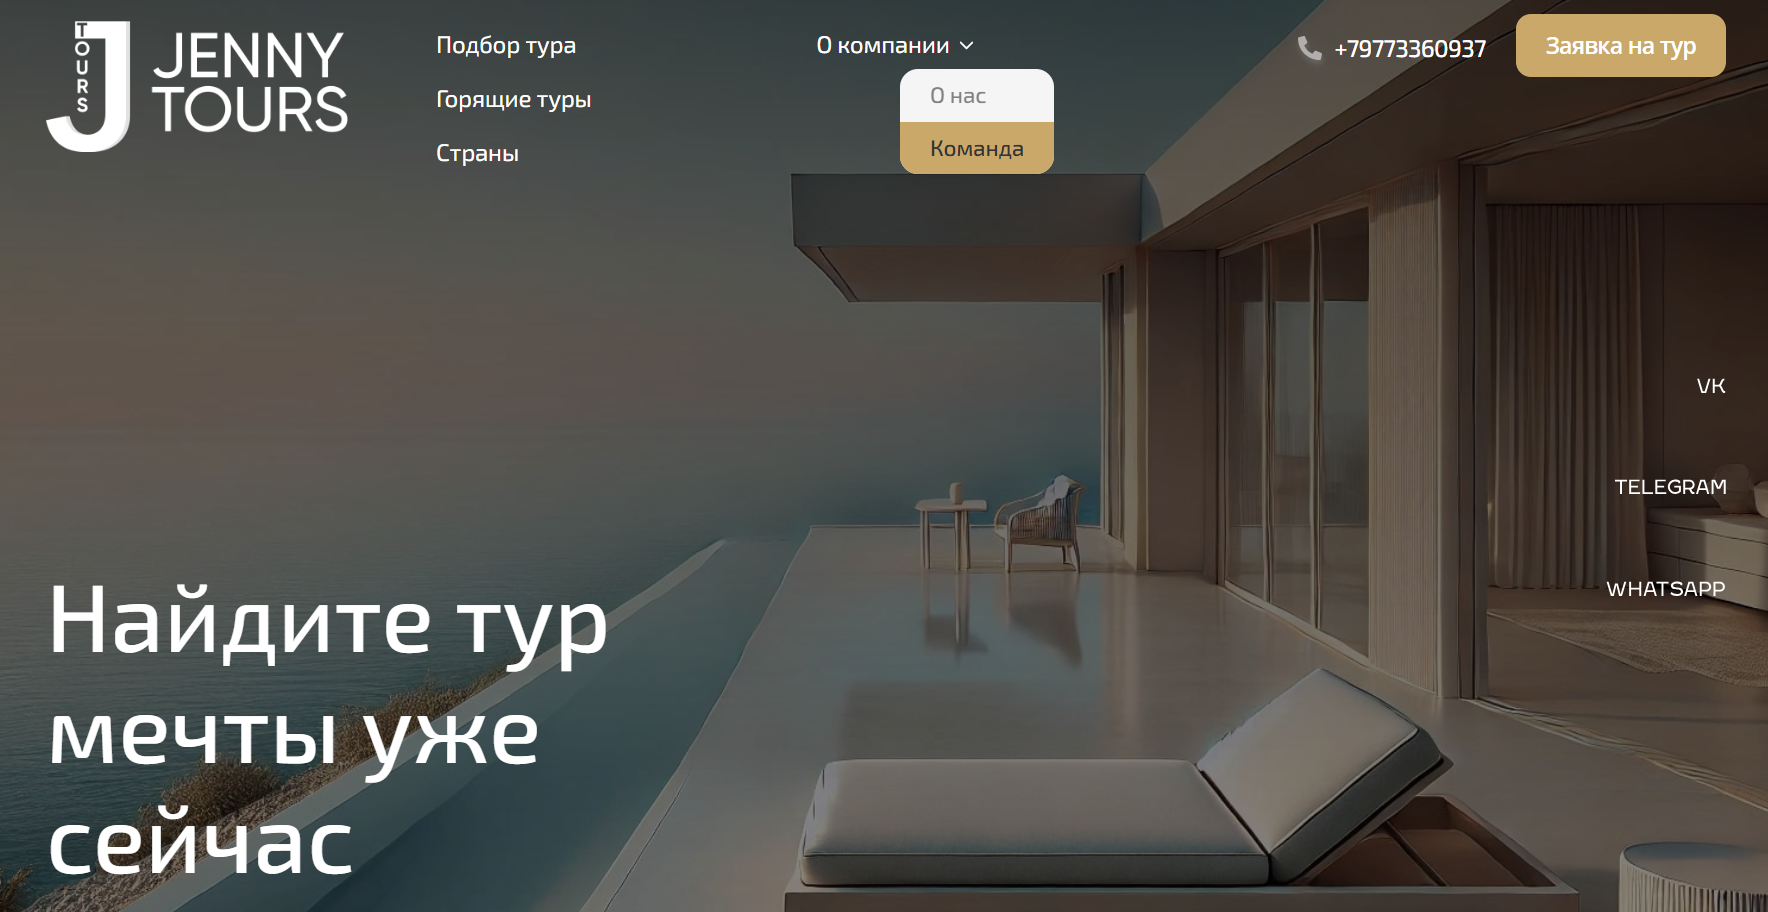 TOURS
JENNY
TOURS
Подбор тура
Горящие туры
Страны
О компании
О нас
Команда
+79773360937
Заявка на тур
VK
TELEGRAM
WHATSAPP
Найдите тур
мечты уже
сейчас